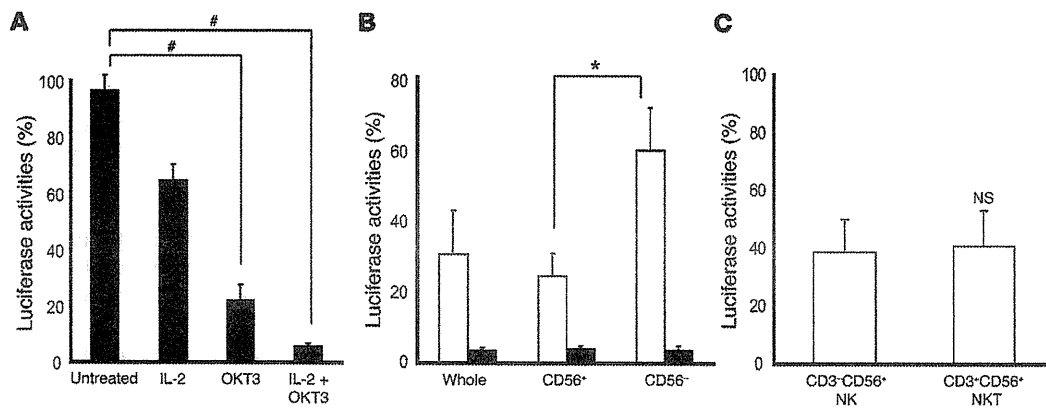 A
#
#
Luciferase activities (%)
100
80
60
40
20
0
Untreated
IL-2
OKT3
IL-2 +
OKT3
B
*
Luciferase activities (%)
80
60
40
20
0
Whole
CD56⁺
CD56⁻
C
NS
Luciferase activities (%)
100
80
60
40
20
0
CD3⁻CD56⁺
NK
CD3⁺CD56⁺
NKT